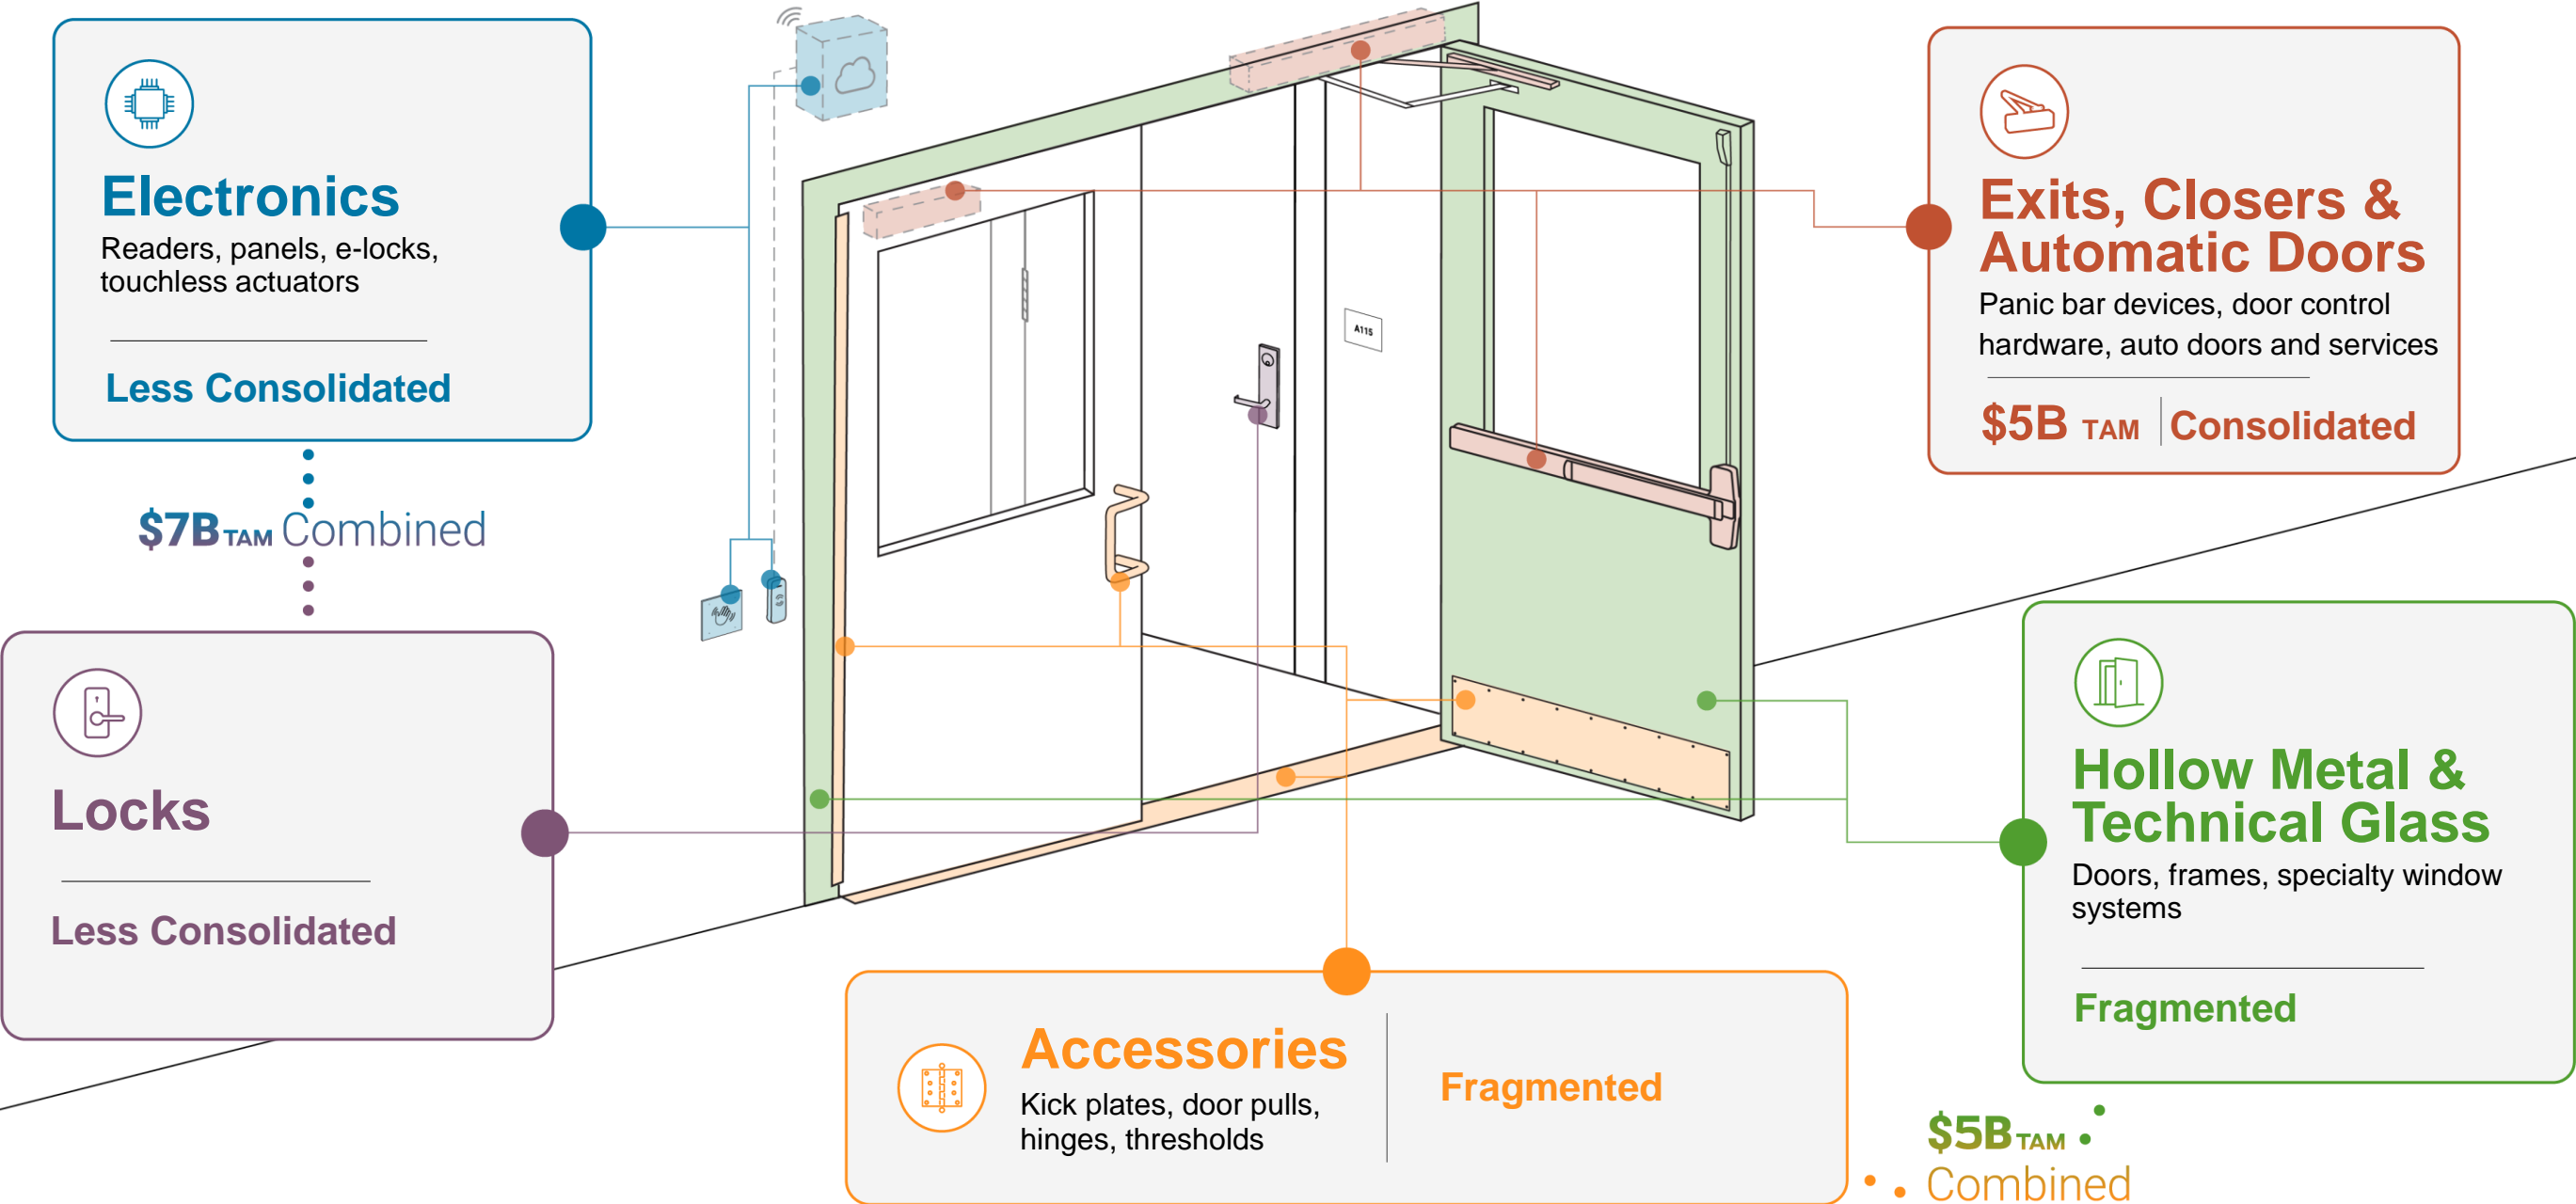 Electronics
Readers, panels, e-locks,
touchless actuators
Less Consolidated
$7B TAM Combined
Locks
Less Consolidated
A115
Exits, Closers &
Automatic Doors
Panic bar devices, door control
hardware, auto doors and services
$5B TAM Consolidated
Hollow Metal &
Technical Glass
Doors, frames, specialty window
systems
Fragmented
Accessories
Kick plates, door pulls,
hinges, thresholds
Fragmented
$5B TAM
Combined